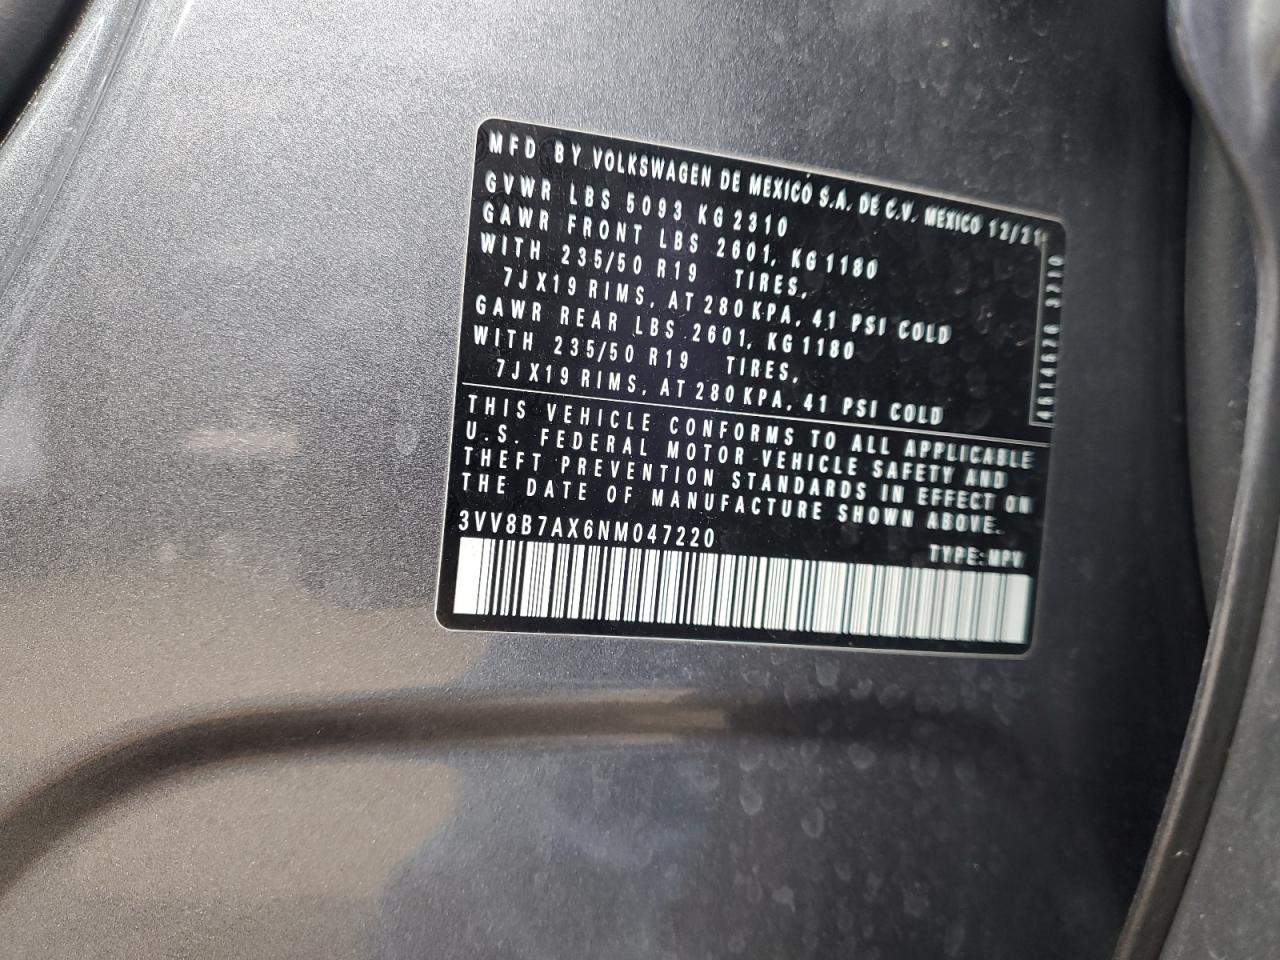 MFD BY VOLKSWAGEN DE MEXICO S.A. DE C.V. MEXICO 12/21
GVWR LBS 5093 KG 2310
GAWR FRONT LBS 2601, KG 1180
WITH 235/50 R19 TIRES,
7JX19 RIMS, AT 280 KPA, 41 PSI COLD
GAWR REAR LBS 2601, KG 1180
WITH 235/50 R19 TIRES,
7JX19 RIMS, AT 280 KPA, 41 PSI COLD
THIS VEHICLE CONFORMS TO ALL APPLICABLE
U.S. FEDERAL MOTOR VEHICLE SAFETY AND
THEFT PREVENTION STANDARDS IN EFFECT ON
THE DATE OF MANUFACTURE SHOWN ABOVE.
3VV8B7AX6NM047220
TYPE: MPV